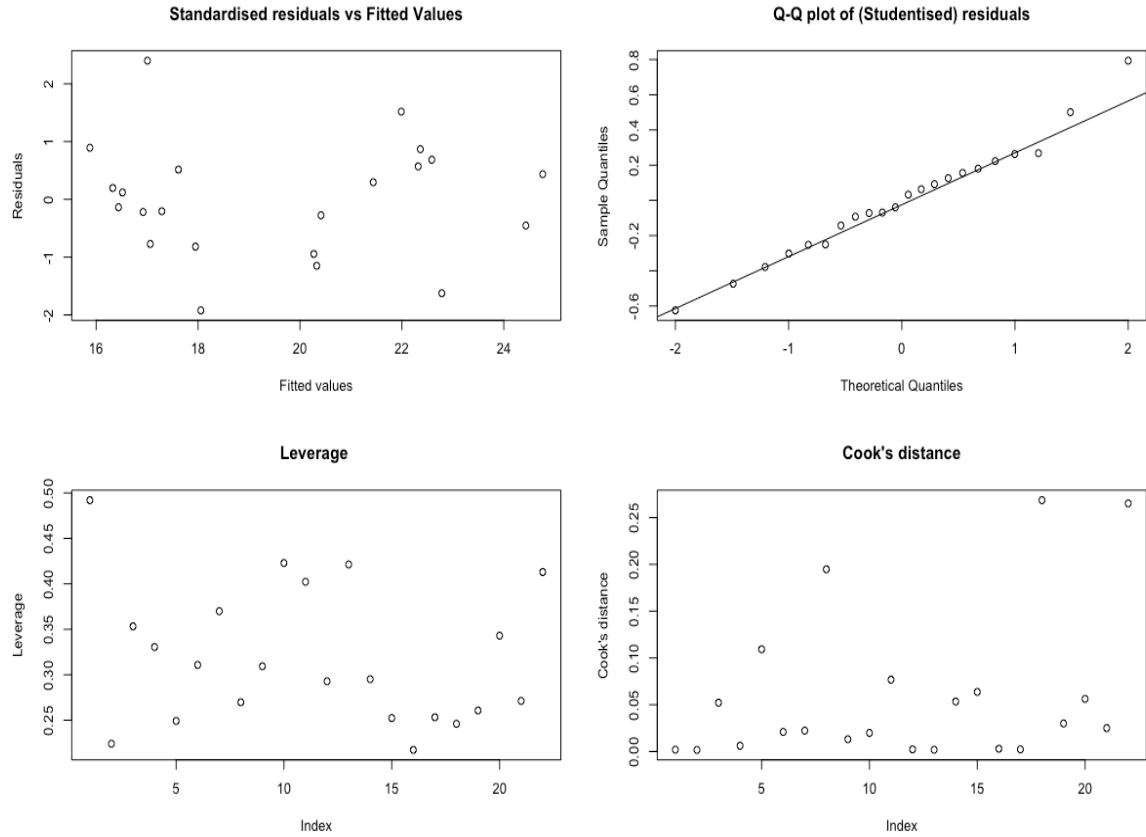 Standardised residuals vs Fitted Values
Residuals
2
1
0
-1
-2
16 18 20 22 24
Fitted values
Q-Q plot of (Studentised) residuals
Sample Quantiles
0.8
0.6
0.4
0.2
-0.2
-0.6
-2 -1 0 1 2
Theoretical Quantiles
Leverage
Leverage
0.50
0.45
0.40
0.35
0.30
0.25
5 10 15 20
Index
Cook's distance
Cook's distance
0.25
0.20
0.15
0.10
0.05
0.00
5 10 15 20
Index